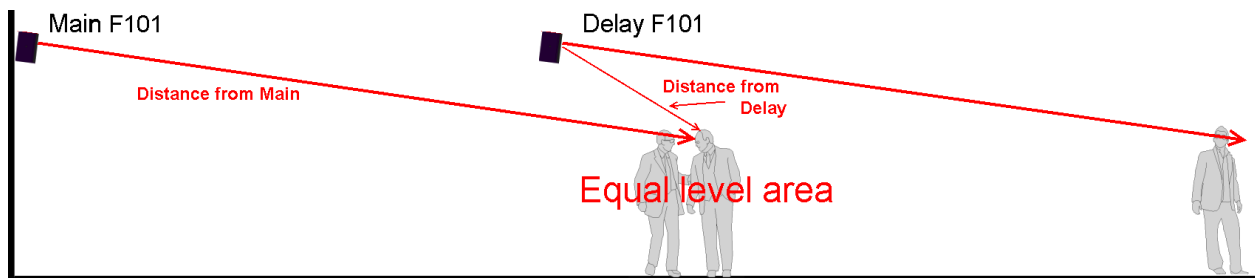 Main F101
Delay F101
Distance from Main
Distance from
Delay
Equal level area